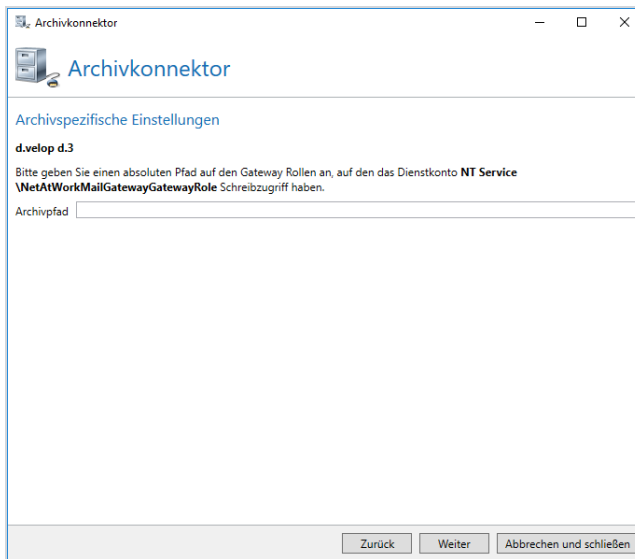 Archivkonnektor
Archivkonnektor
Archivspezifische Einstellungen
d.velop d.3
Bitte geben Sie einen absoluten Pfad auf den Gateway Rollen an, auf den das Dienstkonto NT Service
\NetAtWorkMailGatewayGatewayRole Schreibzugriff haben.
Archivpfad
Zurück Weiter Abbrechen und schließen